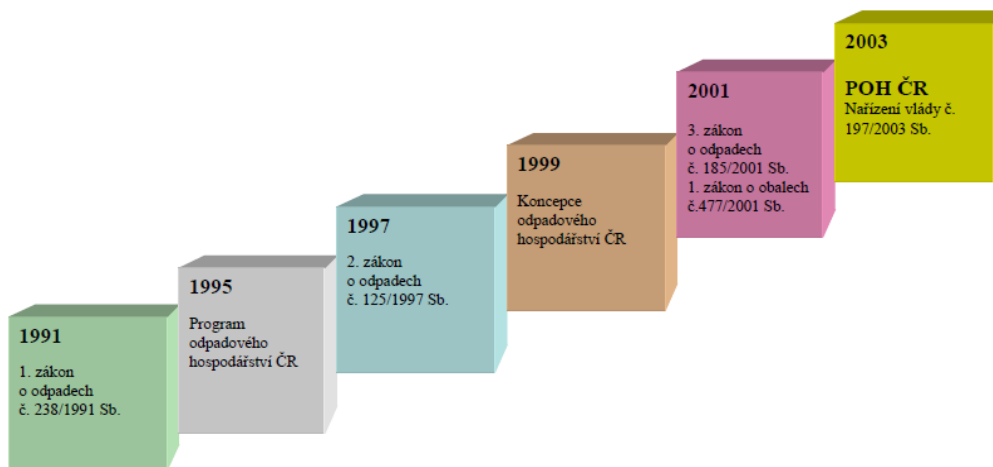 1991
1. zákon
o odpadech
č. 238/1991 Sb.
1995
Program
odpadového
hospodářství ČR
1997
2. zákon
o odpadech
č. 125/1997 Sb.
1999
Koncepce
odpadového
hospodářství ČR
2001
3. zákon
o odpadech
č. 185/2001 Sb.
1. zákon o obalech
č.477/2001 Sb.
2003
POH ČR
Nařízení vlády č.
197/2003 Sb.